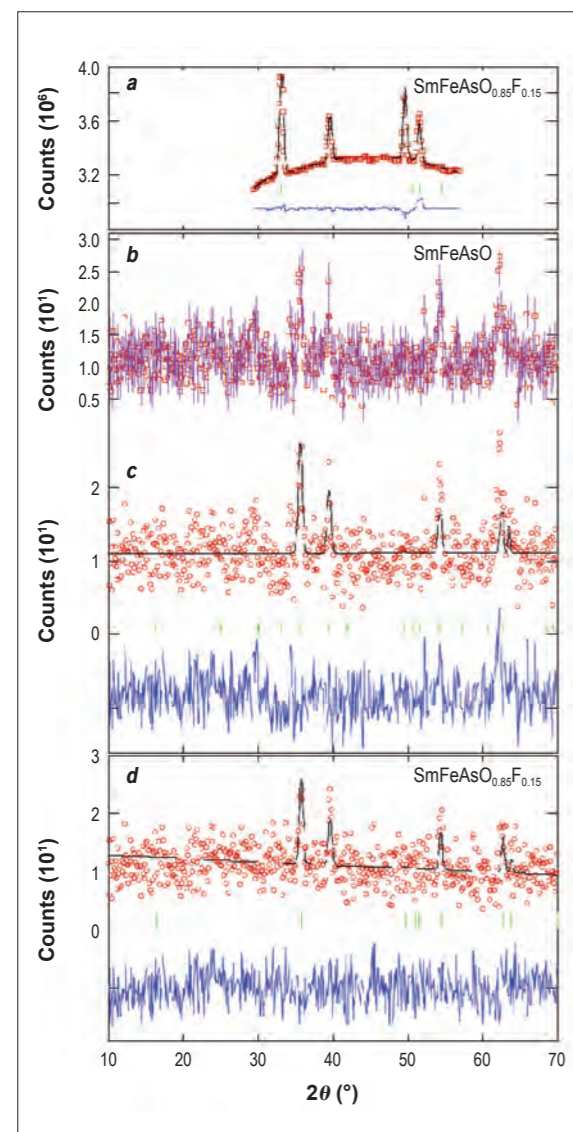 a
SmFeAsO0.85F0.15
4.0
3.6
3.2
Counts (10⁶)
b
SmFeAsO
3.0
2.5
2.0
1.5
1.0
0.5
Counts (10¹)
c
2
1
0
Counts (10¹)
d
SmFeAsO0.85F0.15
3
2
1
0
Counts (10¹)
10 20 30 40 50 60 70
2θ (°)